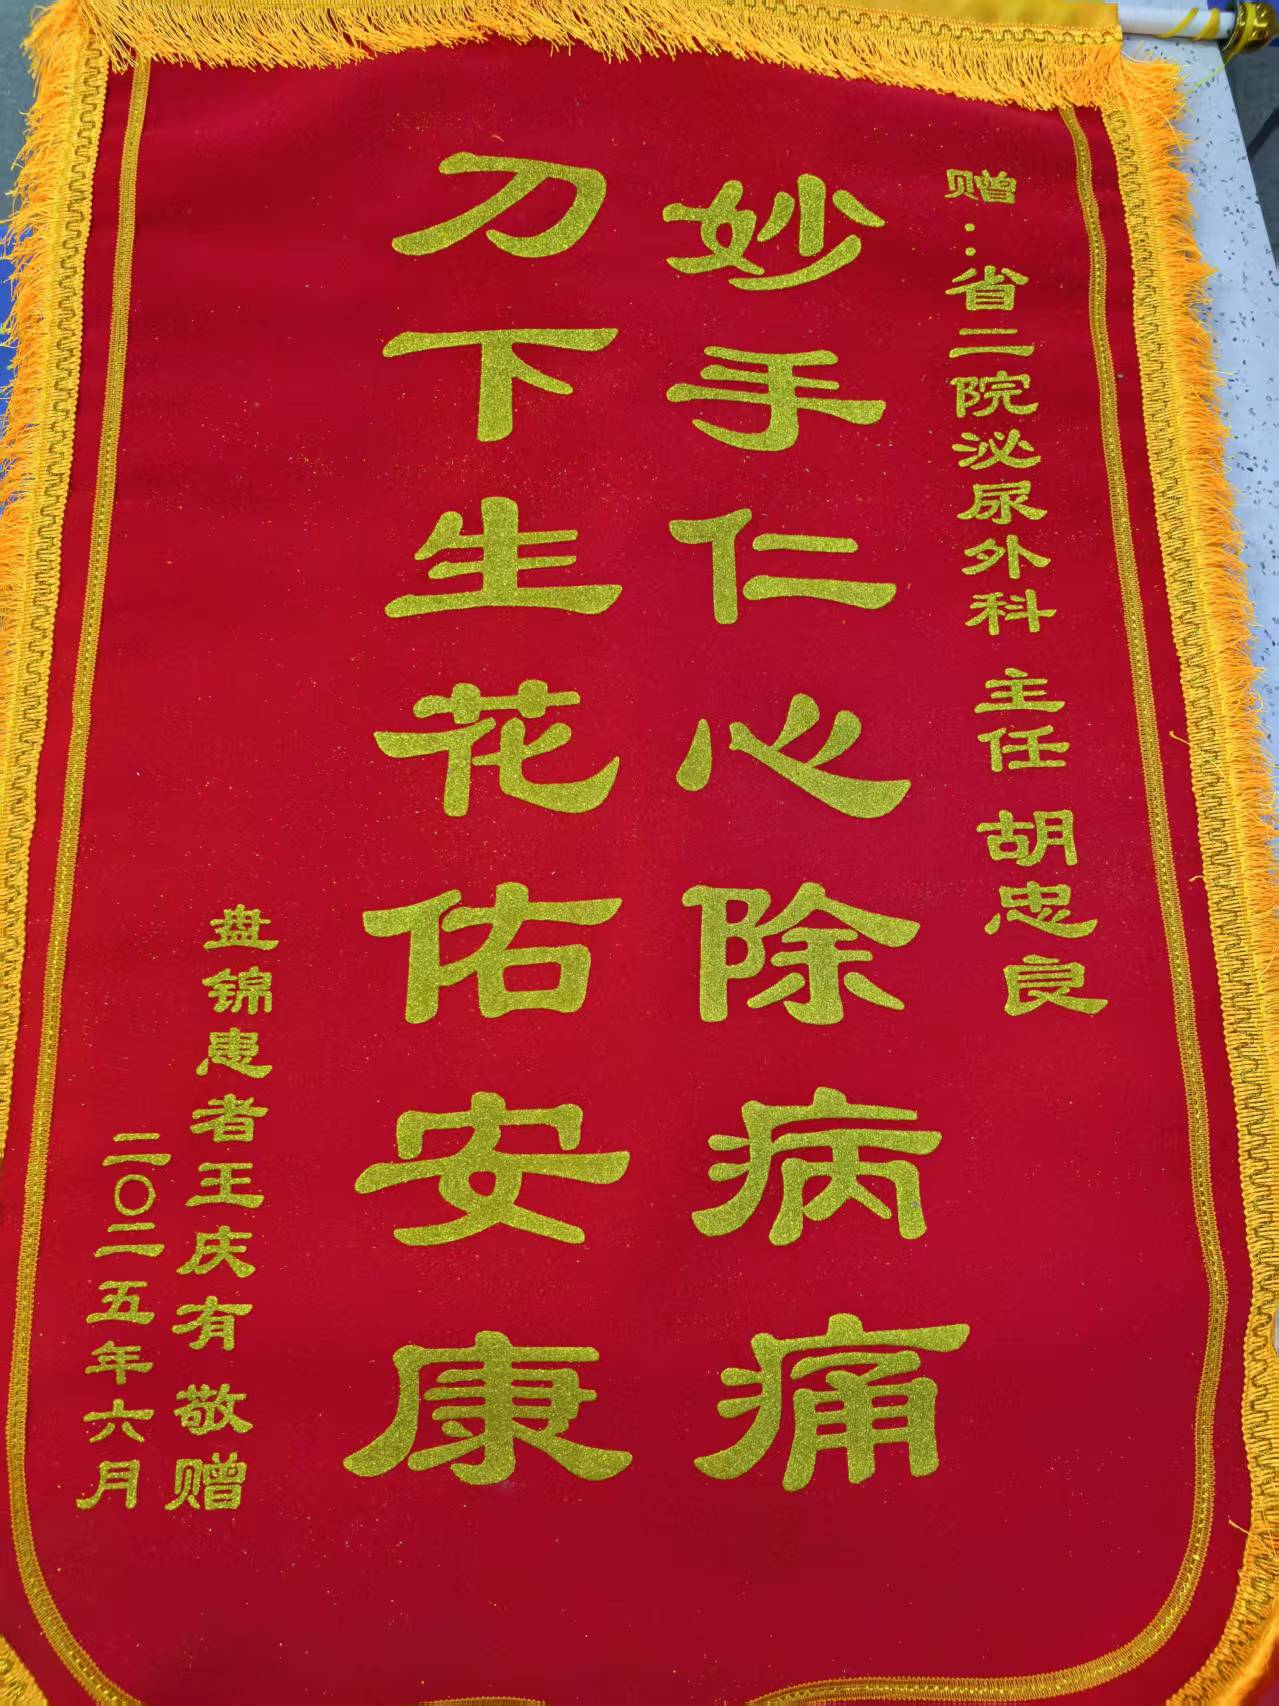 赠：省二院泌尿外科 主任 胡忠良
妙手仁心除病痛
刀下生花佑安康
盘锦患者王庆有 敬赠
二〇二五年六月